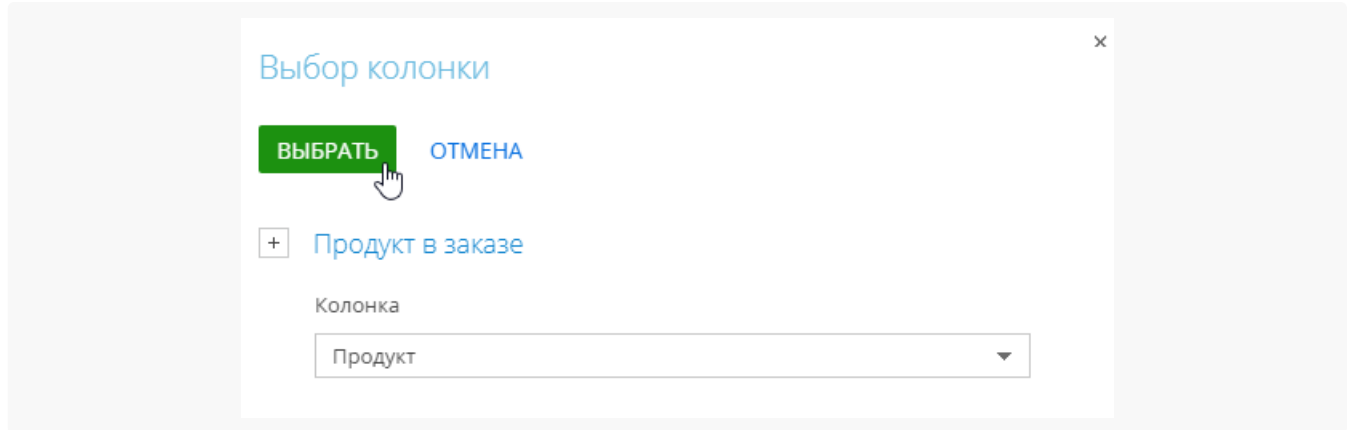 Выбор колонки
ВЫБРАТЬ ОТМЕНА
Продукт в заказе
Колонка
Продукт